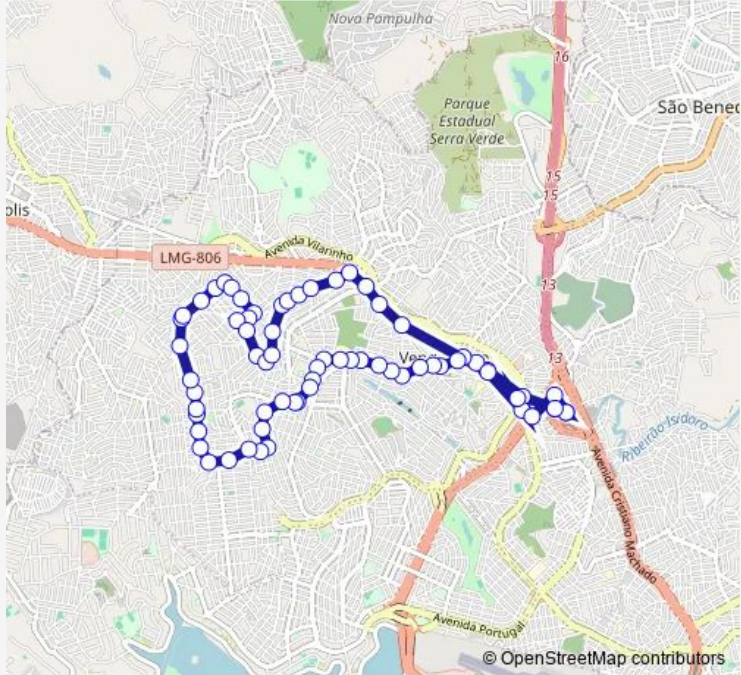 Nova Pampulha
16
Parque
Estadual
Serra Verde
São Bened
15
15
olis
Avenida Vilarinho
LMG-806
13
13
Ven
Ribeirão-Isidoro
Avenida Cristiano Machado
Avenida Portugal
© OpenStreetMap contributors